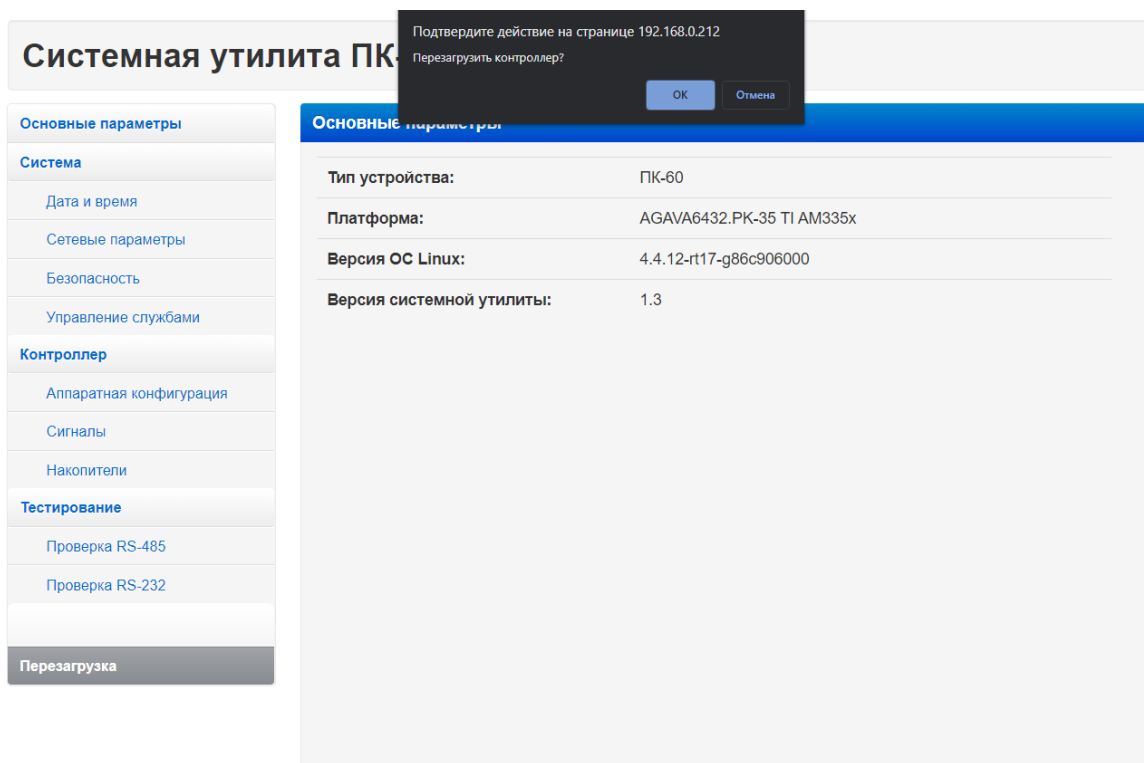 Подтвердите действие на странице 192.168.0.212
Перезагрузить контроллер?
ОК
Отмена
Системная утилита ПК-
Основные параметры
Система
Дата и время
Сетевые параметры
Безопасность
Управление службами
Контроллер
Аппаратная конфигурация
Сигналы
Накопители
Тестирование
Проверка RS-485
Проверка RS-232
Перезагрузка
Основные параметры
Тип устройства: ПК-60
Платформа: AGAVA6432.PK-35 TI AM335x
Версия ОС Linux: 4.4.12-rt17-g86c906000
Версия системной утилиты: 1.3